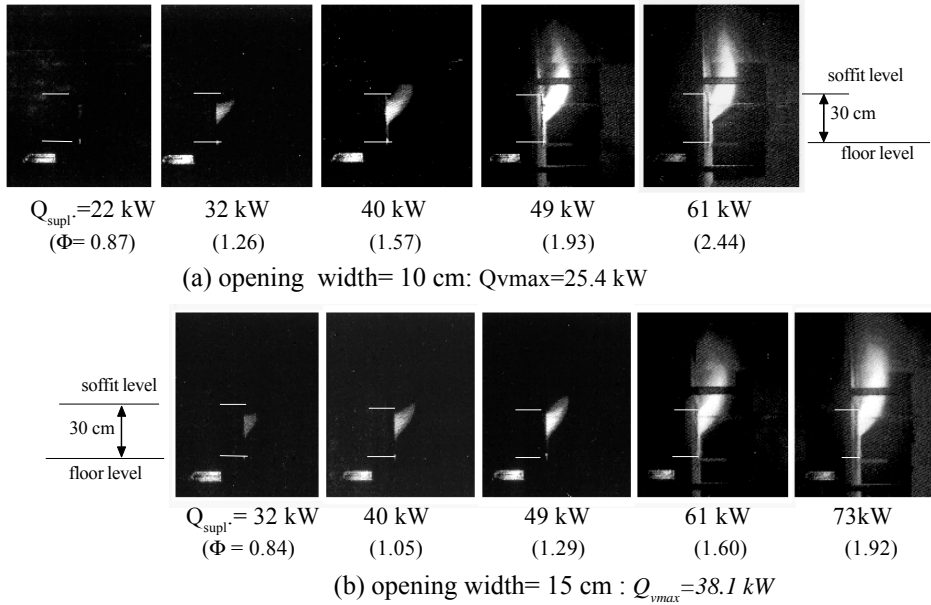 soffit level
30 cm
floor level
Q_supl.=22 kW 32 kW 40 kW 49 kW 61 kW
(Φ= 0.87) (1.26) (1.57) (1.93) (2.44)
(a) opening width= 10 cm: Qvmax=25.4 kW
soffit level
30 cm
floor level
Q_supl.= 32 kW 40 kW 49 kW 61 kW 73kW
(Φ = 0.84) (1.05) (1.29) (1.60) (1.92)
(b) opening width= 15 cm : Q_vmax=38.1 kW